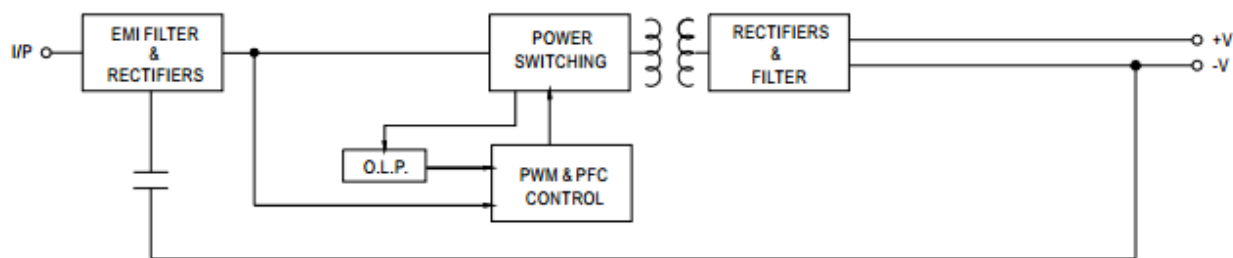 I/P
EMI FILTER
&
RECTIFIERS
POWER
SWITCHING
RECTIFIERS
&
FILTER
+V
-V
O.L.P.
PWM & PFC
CONTROL